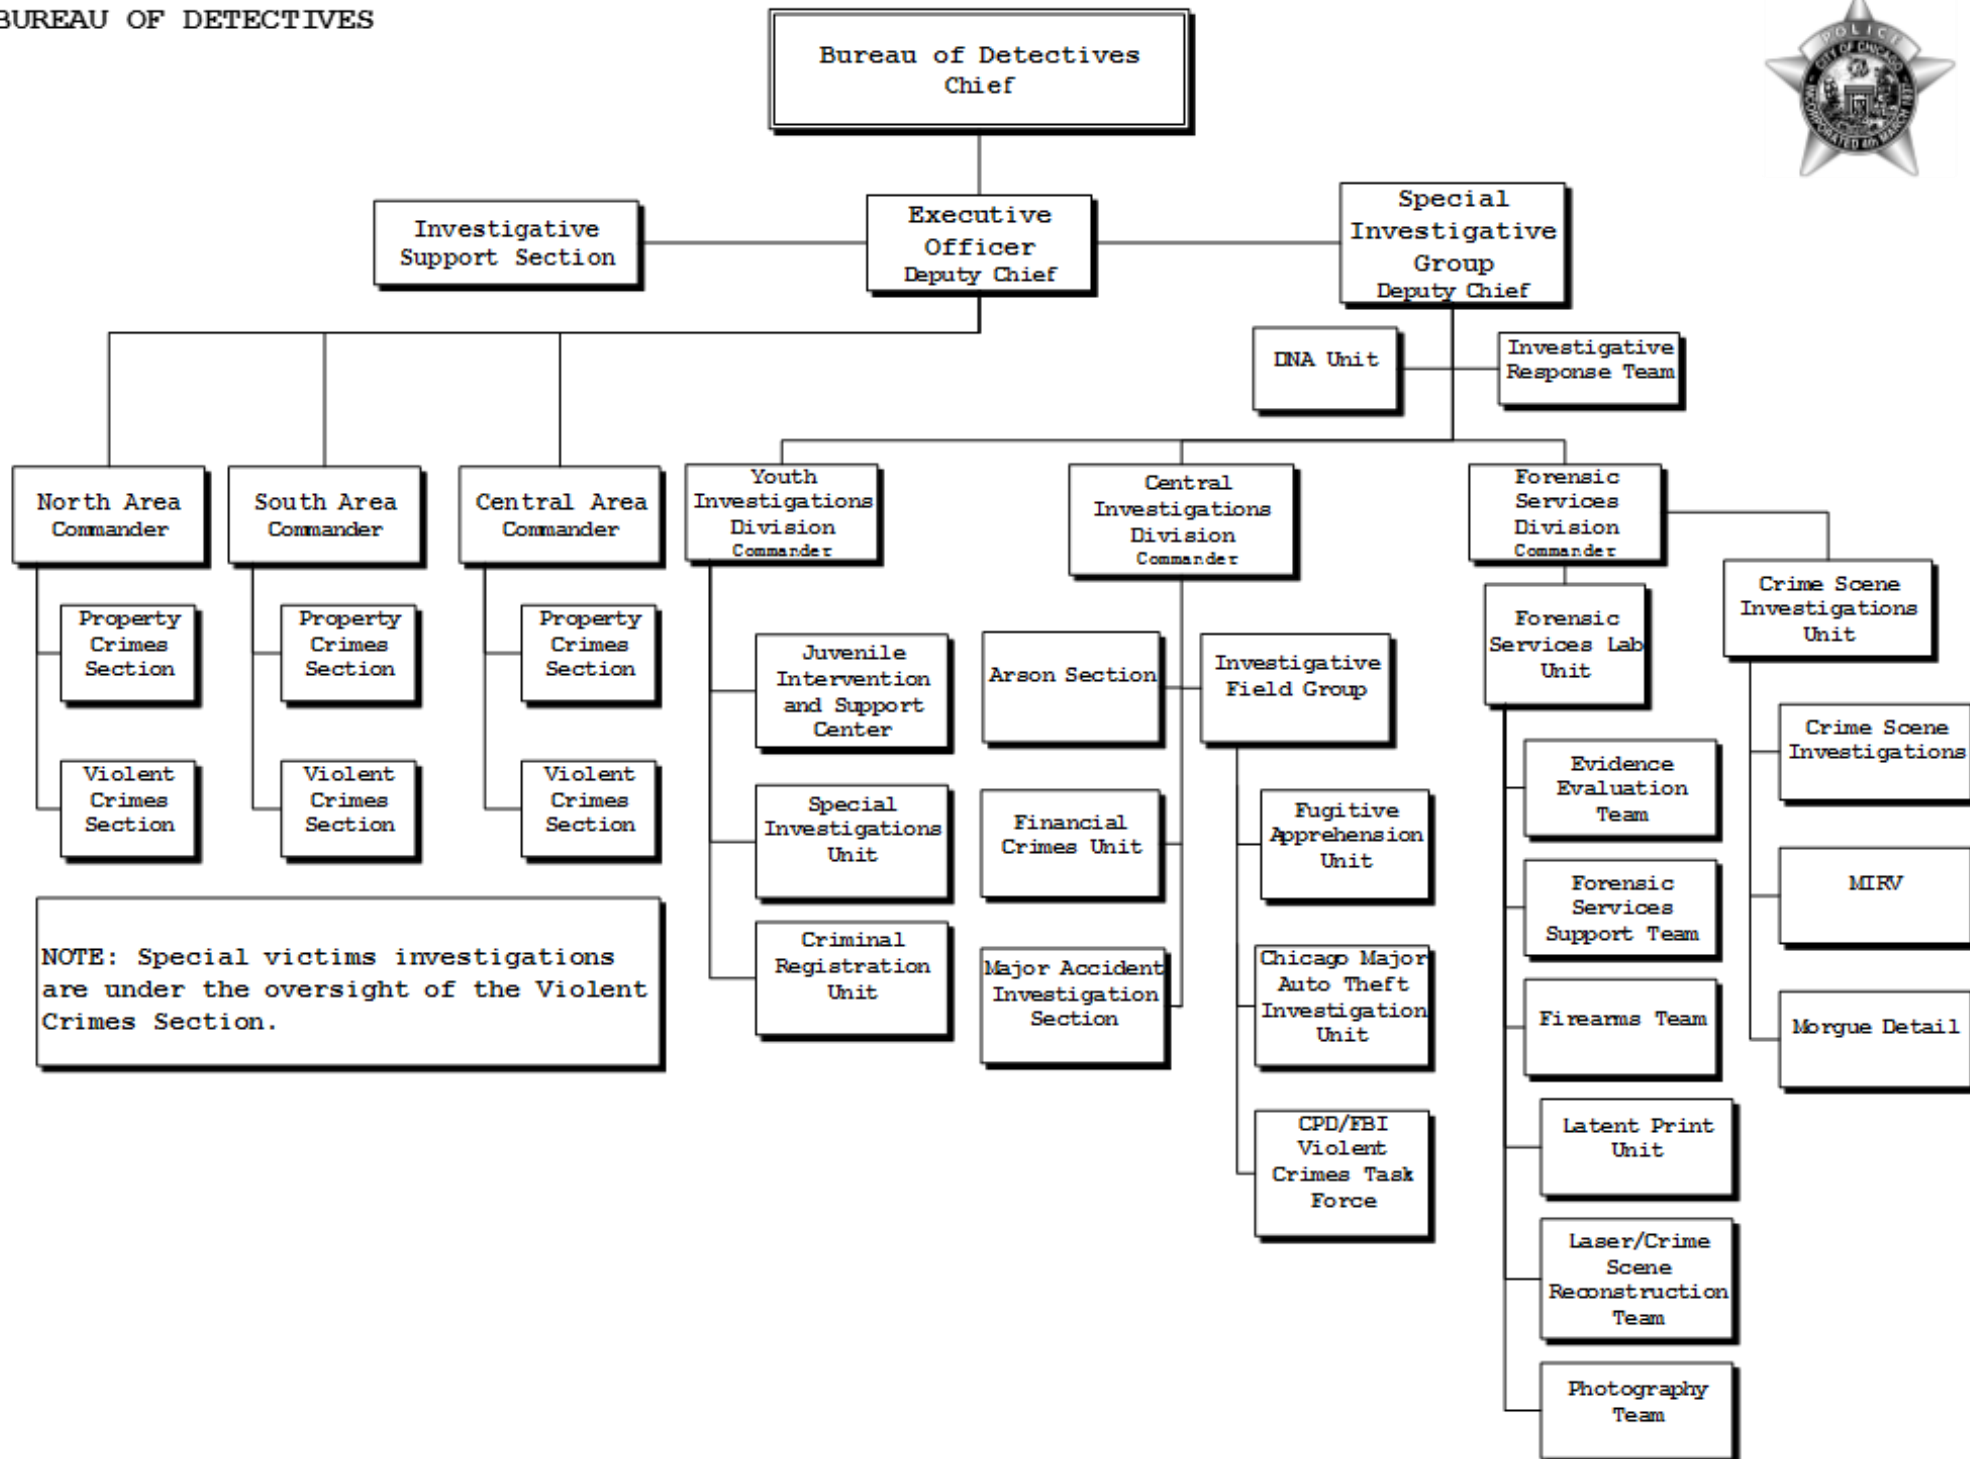 BUREAU OF DETECTIVES
Bureau of Detectives
Chief
POLICE
CITY OF CHICAGO
INCORPORATED 4th MARCH
Investigative
Support Section
Executive
Officer
Deputy Chief
Special
Investigative
Group
Deputy Chief
DNA Unit
Investigative
Response Team
North Area
Commander
South Area
Commander
Central Area
Commander
Youth
Investigations
Division
Commander
Central
Investigations
Division
Commander
Forensic
Services
Division
Commander
Property
Crimes
Section
Violent
Crimes
Section
Property
Crimes
Section
Violent
Crimes
Section
Property
Crimes
Section
Violent
Crimes
Section
NOTE: Special victims investigations
are under the oversight of the Violent
Crimes Section.
Juvenile
Intervention
and Support
Center
Special
Investigations
Unit
Criminal
Registration
Unit
Arson Section
Financial
Crimes Unit
Major Accident
Investigation
Section
Investigative
Field Group
Fugitive
Apprehension
Unit
Chicago Major
Auto Theft
Investigation
Unit
CPD/FBI
Violent
Crimes Task
Force
Forensic
Services Lab
Unit
Evidence
Evaluation
Team
Forensic
Services
Support Team
Firearms Team
Latent Print
Unit
Laser/Crime
Scene
Reconstruction
Team
Photography
Team
Crime Scene
Investigations
Unit
Crime Scene
Investigations
MIRV
Morgue Detail